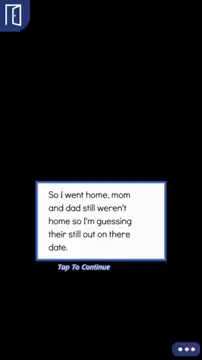 So I went home, mom
and dad still weren't
home so I'm guessing
their still out on there
date.
Tap To Continue